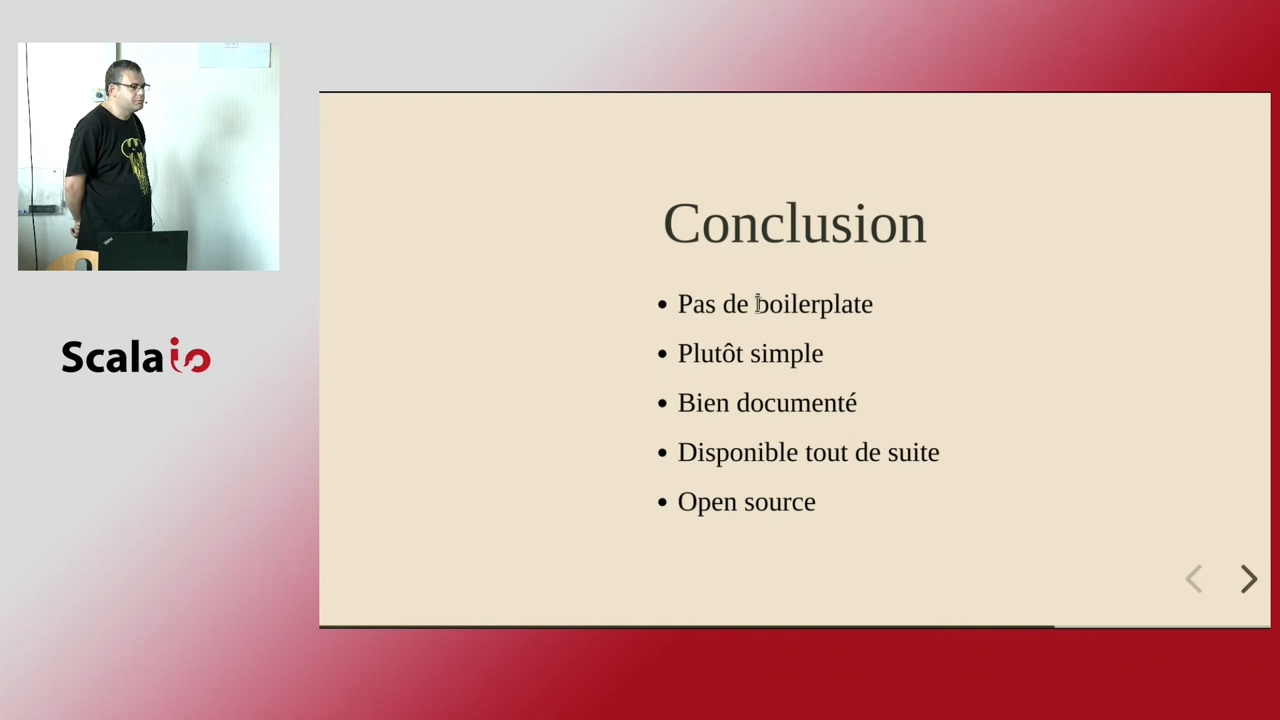 Scala io
Conclusion
• Pas de boilerplate
• Plutôt simple
• Bien documenté
• Disponible tout de suite
• Open source